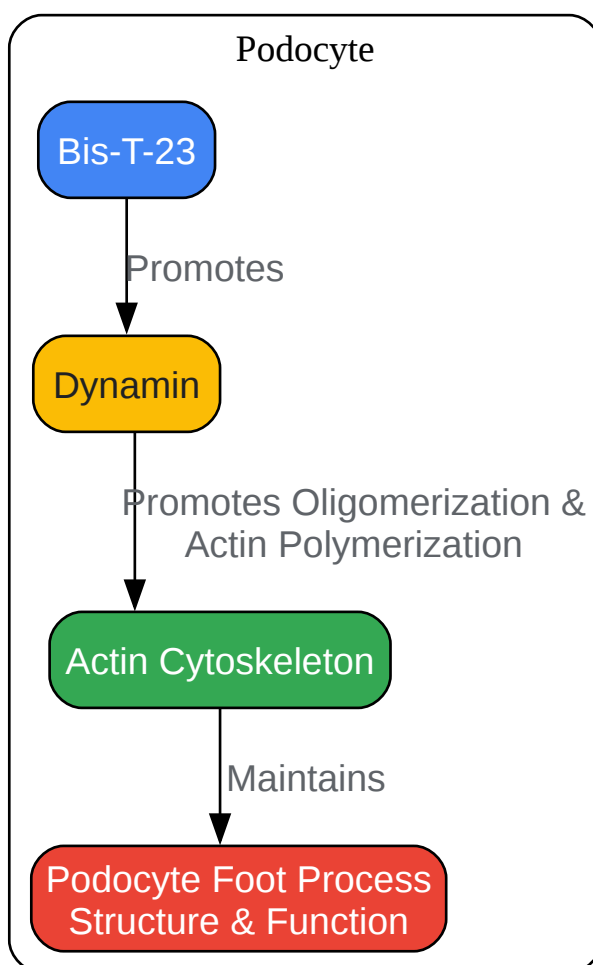 Podocyte
Bis-T-23
Promotes
Dynamin
Promotes Oligomerization &
Actin Polymerization
Actin Cytoskeleton
Maintains
Podocyte Foot Process
Structure & Function